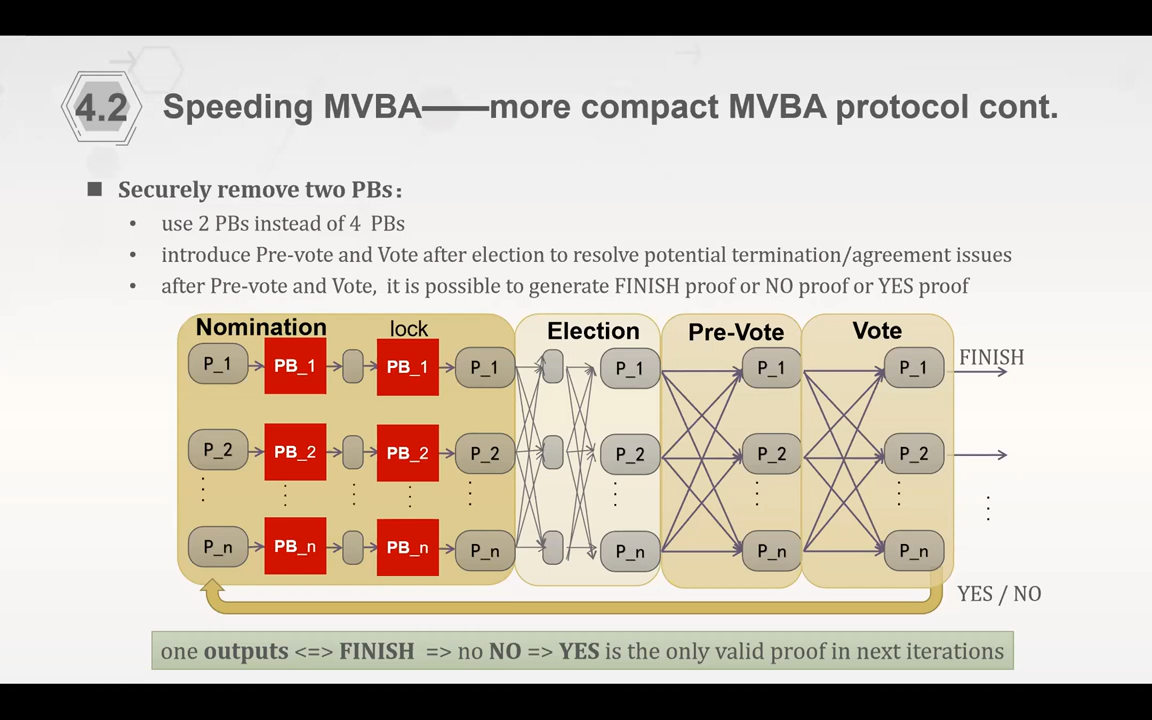 4.2
Speeding MVBA——more compact MVBA protocol cont.
■ Securely remove two PBs：
• use 2 PBs instead of 4 PBs
• introduce Pre-vote and Vote after election to resolve potential termination/agreement issues
• after Pre-vote and Vote, it is possible to generate FINISH proof or NO proof or YES proof
Nomination lock Election Pre-Vote Vote
P_1 PB_1 PB_1 P_1 P_1 P_1 P_1 FINISH
P_2 PB_2 PB_2 P_2 P_2 P_2 P_2
P_n PB_n PB_n P_n P_n P_n P_n
YES / NO
one outputs <=> FINISH => no NO => YES is the only valid proof in next iterations